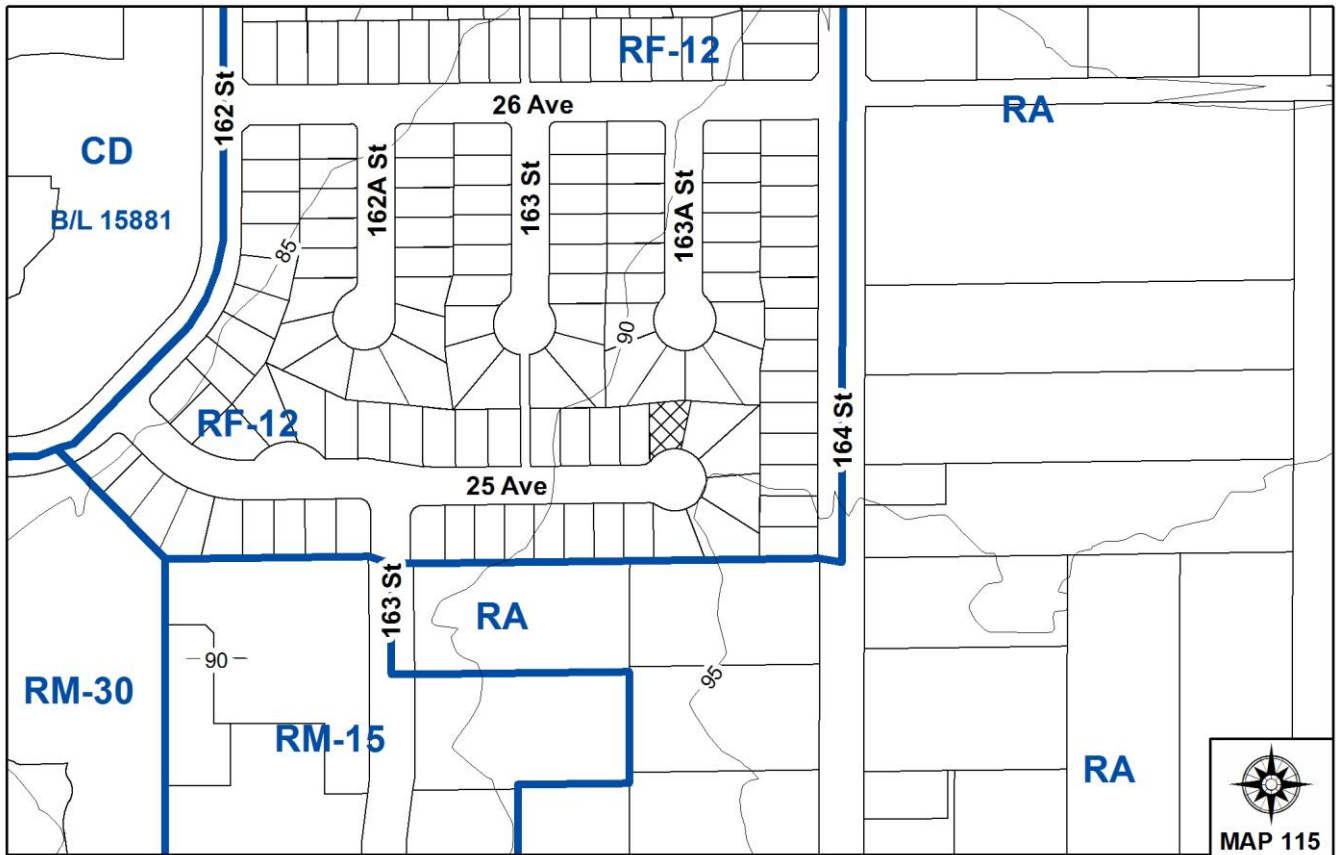 RF-12
162 St
26 Ave
RA
CD
162A St
163 St
163A St
B/L 15881
85
90
RF-12
164 St
25 Ave
163 St
RA
90
RM-30
95
RM-15
RA
MAP 115